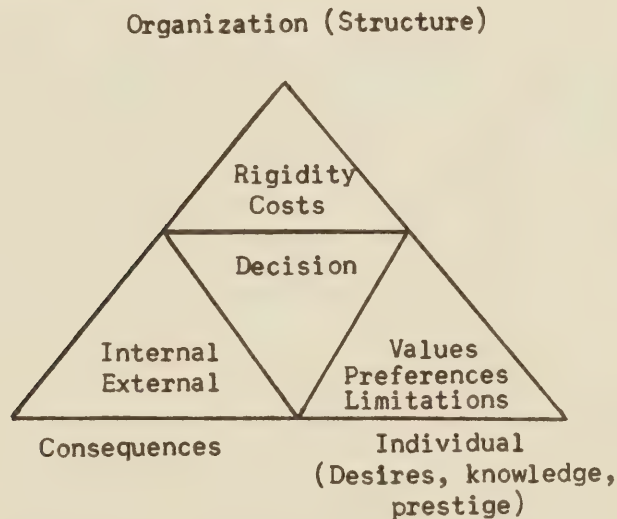 Organization (Structure)
Rigidity
Costs
Decision
Internal
External
Values
Preferences
Limitations
Consequences
Individual
(Desires, knowledge,
prestige)